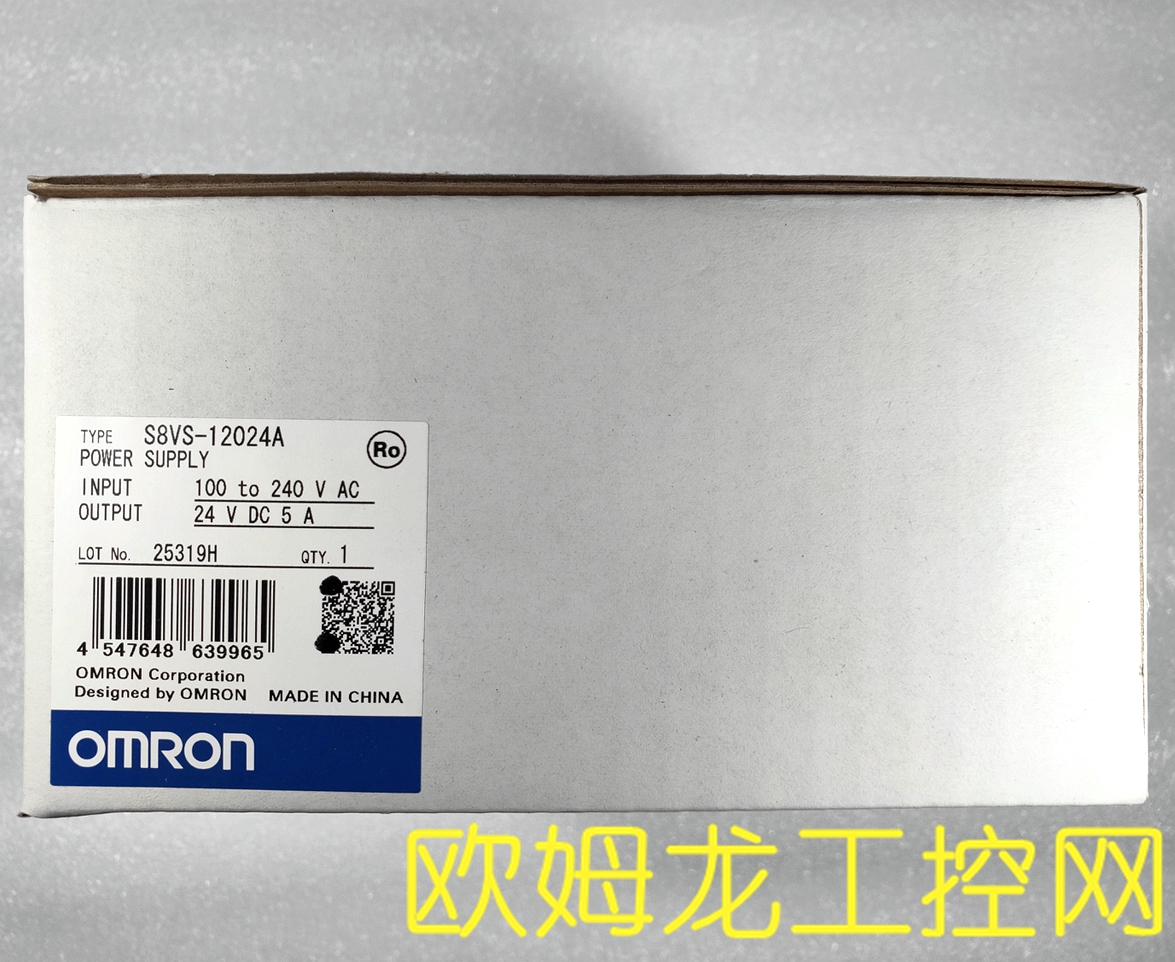 TYPE S8VS-12024A
POWER SUPPLY
Ro
INPUT 100 to 240 V AC
OUTPUT 24 V DC 5 A
LOT No. 25319H QTY. 1
4 547648 639965
OMRON Corporation
Designed by OMRON MADE IN CHINA
OMRON
欧姆龙工控网